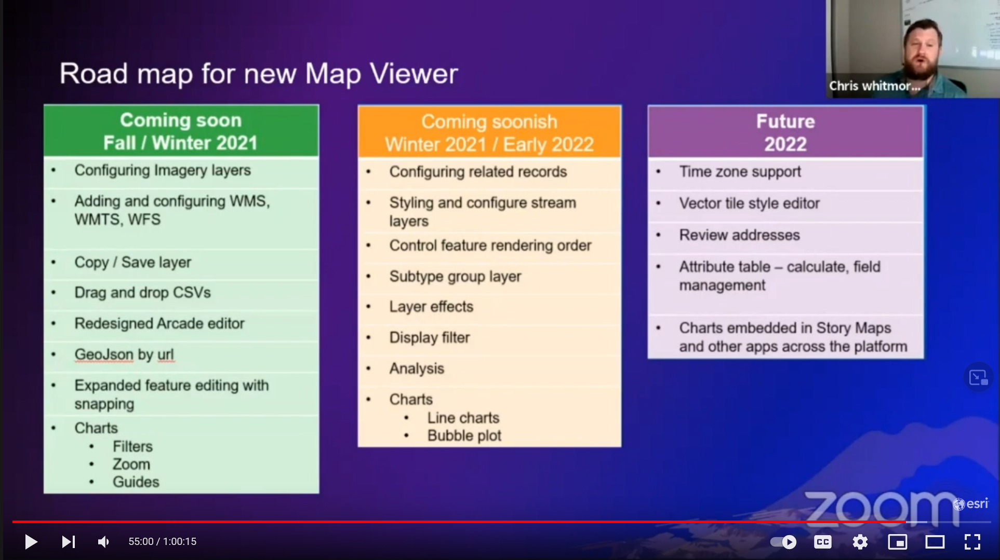 Chris whitmor...
Road map for new Map Viewer
Coming soon
Fall / Winter 2021
• Configuring Imagery layers
• Adding and configuring WMS,
WMTS, WFS
• Copy / Save layer
• Drag and drop CSVs
• Redesigned Arcade editor
• GeoJson by url
• Expanded feature editing with
snapping
• Charts
• Filters
• Zoom
• Guides
Coming soonish
Winter 2021 / Early 2022
• Configuring related records
• Styling and configure stream
layers
• Control feature rendering order
• Subtype group layer
• Layer effects
• Display filter
• Analysis
• Charts
• Line charts
• Bubble plot
Future
2022
• Time zone support
• Vector tile style editor
• Review addresses
• Attribute table – calculate, field
management
• Charts embedded in Story Maps
and other apps across the platform
zoom
esri
55:00 / 1:00:15
CC